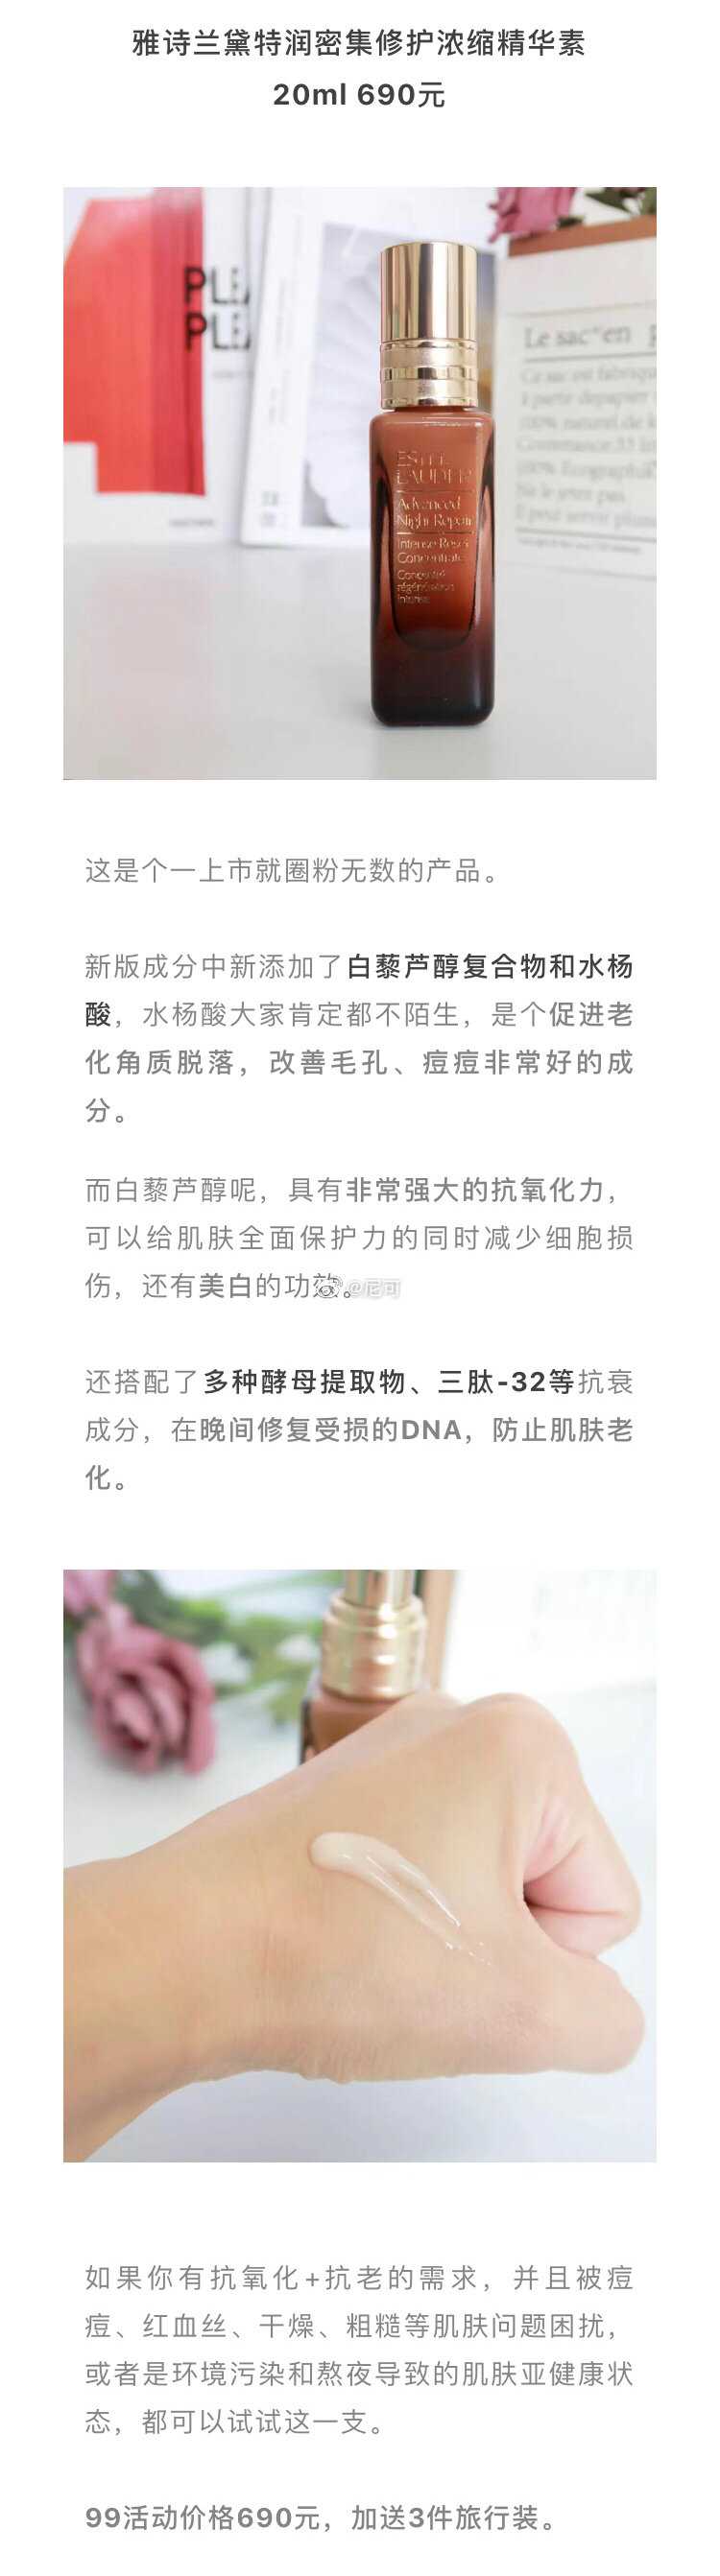 雅诗兰黛特润密集修护浓缩精华素
20ml 690元
PLEA
PLEA
Le sac en p
ESTEE
LAUDER
Advanced
Night Repair
Intense Reset
Concentrate
Concentré
régénération
intense
这是个一上市就圈粉无数的产品。
新版成分中新添加了白藜芦醇复合物和水杨
酸，水杨酸大家肯定都不陌生，是个促进老
化角质脱落，改善毛孔、痘痘非常好的成
分。
而白藜芦醇呢，具有非常强大的抗氧化力，
可以给肌肤全面保护力的同时减少细胞损
伤，还有美白的功效。
@尼可
还搭配了多种酵母提取物、三肽-32等抗衰
成分，在晚间修复受损的DNA，防止肌肤老
化。
如果你有抗氧化+抗老的需求，并且被痘
痘、红血丝、干燥、粗糙等肌肤问题困扰，
或者是环境污染和熬夜导致的肌肤亚健康状
态，都可以试试这一支。
99活动价格690元，加送3件旅行装。